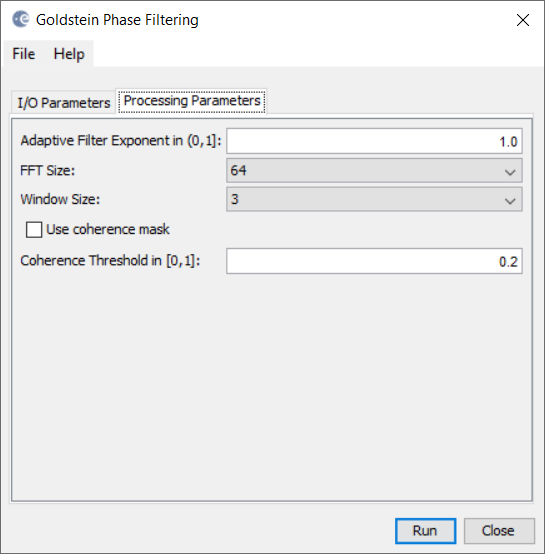 Goldstein Phase Filtering
File Help
I/O Parameters Processing Parameters
Adaptive Filter Exponent in (0,1]: 1.0
FFT Size: 64
Window Size: 3
Use coherence mask
Coherence Threshold in [0,1]: 0.2
Run Close